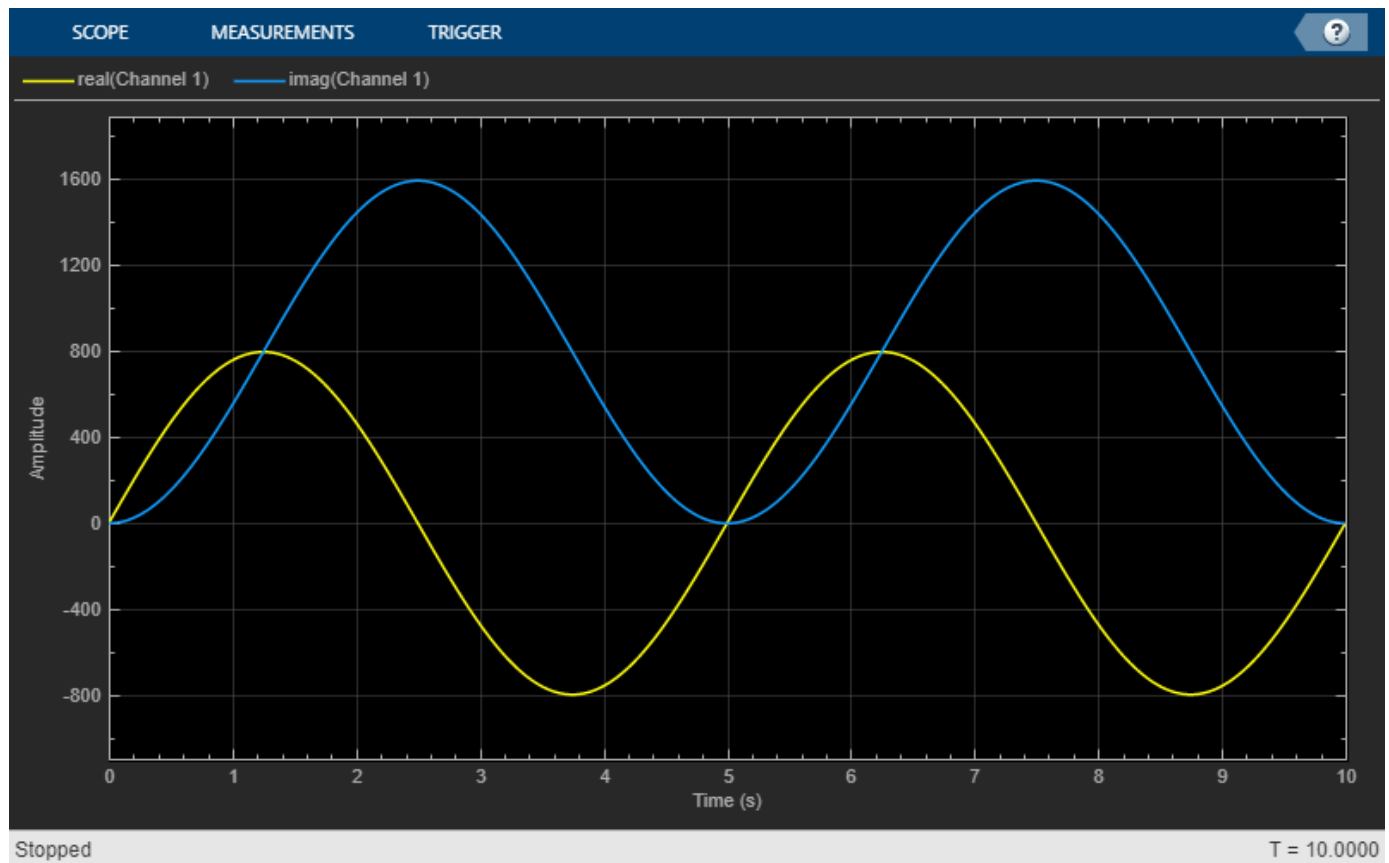 SCOPE MEASUREMENTS TRIGGER ?
real(Channel 1) imag(Channel 1)
1600
1200
800
400
0
-400
-800
Amplitude
0 1 2 3 4 5 6 7 8 9 10
Time (s)
Stopped T = 10.0000